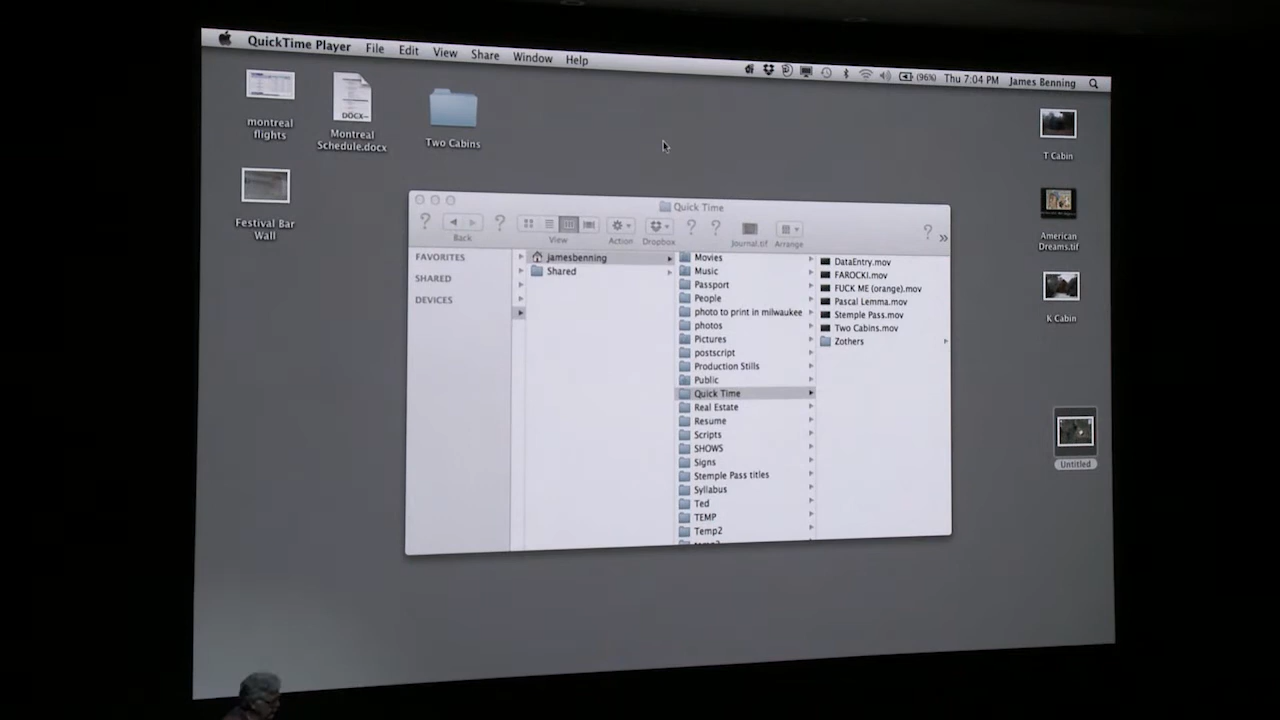 QuickTime Player File Edit View Share Window Help
(96%) Thu 7:04 PM James Benning
montreal
flights
Montreal
Schedule.docx
DOCX
Two Cabins
Festival Bar
Wall
T Cabin
American
Dreams.tif
K Cabin
Untitled
Quick Time
Back
View
Action
Dropbox
Journal.tif
Arrange
FAVORITES
SHARED
DEVICES
jamesbenning
Shared
Movies
Music
Passport
People
photo to print in milwaukee
photos
Pictures
postscript
Production Stills
Public
Quick Time
Real Estate
Resume
Scripts
SHOWS
Signs
Stemple Pass titles
Syllabus
Ted
TEMP
Temp2
DataEntry.mov
FAROCKI.mov
FUCK ME (orange).mov
Pascal Lemma.mov
Stemple Pass.mov
Two Cabins.mov
Zothers